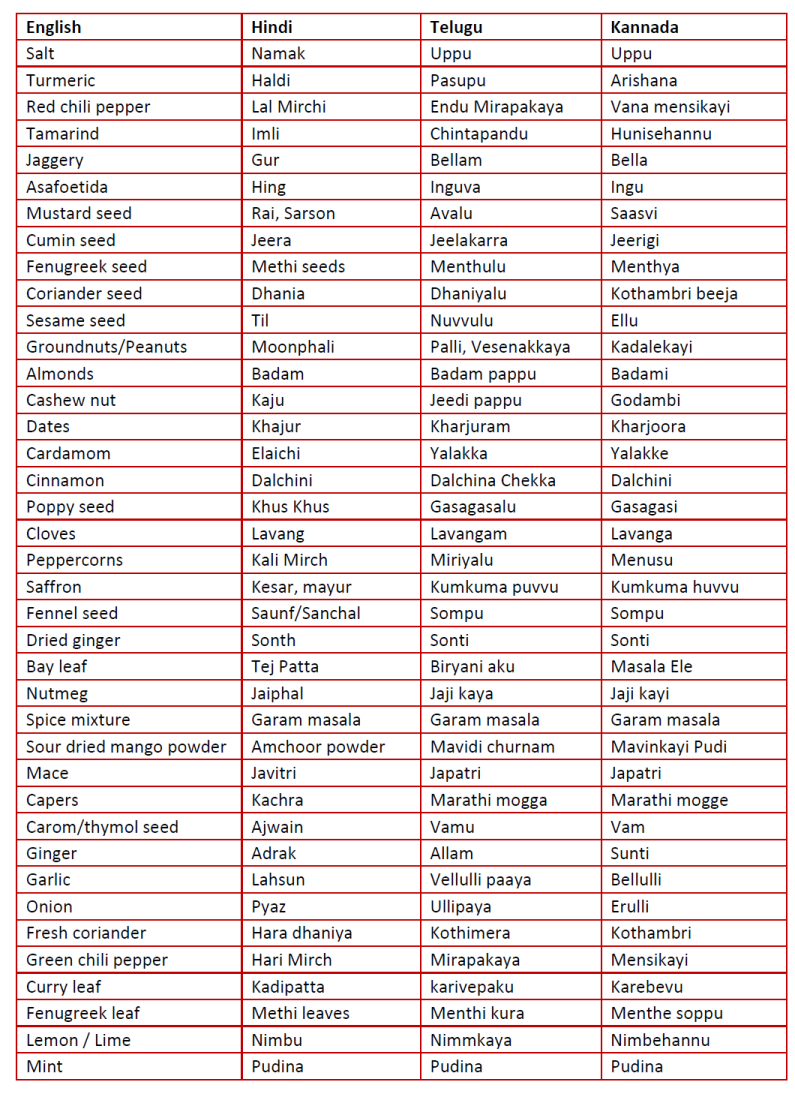 English Hindi Telugu Kannada
Salt Namak Uppu Uppu
Turmeric Haldi Pasupu Arishana
Red chili pepper Lal Mirchi Endu Mirapakaya Vana mensikayi
Tamarind Imli Chintapandu Hunisehannu
Jaggery Gur Bellam Bella
Asafoetida Hing Inguva Ingu
Mustard seed Rai, Sarson Avalu Saasvi
Cumin seed Jeera Jeelakarra Jeerigi
Fenugreek seed Methi seeds Menthulu Menthya
Coriander seed Dhania Dhaniyalu Kothambri beeja
Sesame seed Til Nuvvulu Ellu
Groundnuts/Peanuts Moonphali Palli, Vesenakkaya Kadalekayi
Almonds Badam Badam pappu Badami
Cashew nut Kaju Jeedi pappu Godambi
Dates Khajur Kharjuram Kharjoora
Cardamom Elaichi Yalakka Yalakke
Cinnamon Dalchini Dalchina Chekka Dalchini
Poppy seed Khus Khus Gasagasalu Gasagasi
Cloves Lavang Lavangam Lavanga
Peppercorns Kali Mirch Miriyalu Menusu
Saffron Kesar, mayur Kumkuma puvvu Kumkuma huvvu
Fennel seed Saunf/Sanchal Sompu Sompu
Dried ginger Sonth Sonti Sonti
Bay leaf Tej Patta Biryani aku Masala Ele
Nutmeg Jaiphal Jaji kaya Jaji kayi
Spice mixture Garam masala Garam masala Garam masala
Sour dried mango powder Amchoor powder Mavidi churnam Mavinkayi Pudi
Mace Javitri Japatri Japatri
Capers Kachra Marathi mogga Marathi mogge
Carom/thymol seed Ajwain Vamu Vam
Ginger Adrak Allam Sunti
Garlic Lahsun Vellulli paaya Bellulli
Onion Pyaz Ullipaya Erulli
Fresh coriander Hara dhaniya Kothimera Kothambri
Green chili pepper Hari Mirch Mirapakaya Mensikayi
Curry leaf Kadipatta karivepaku Karebevu
Fenugreek leaf Methi leaves Menthi kura Menthe soppu
Lemon / Lime Nimbu Nimmkaya Nimbehannu
Mint Pudina Pudina Pudina